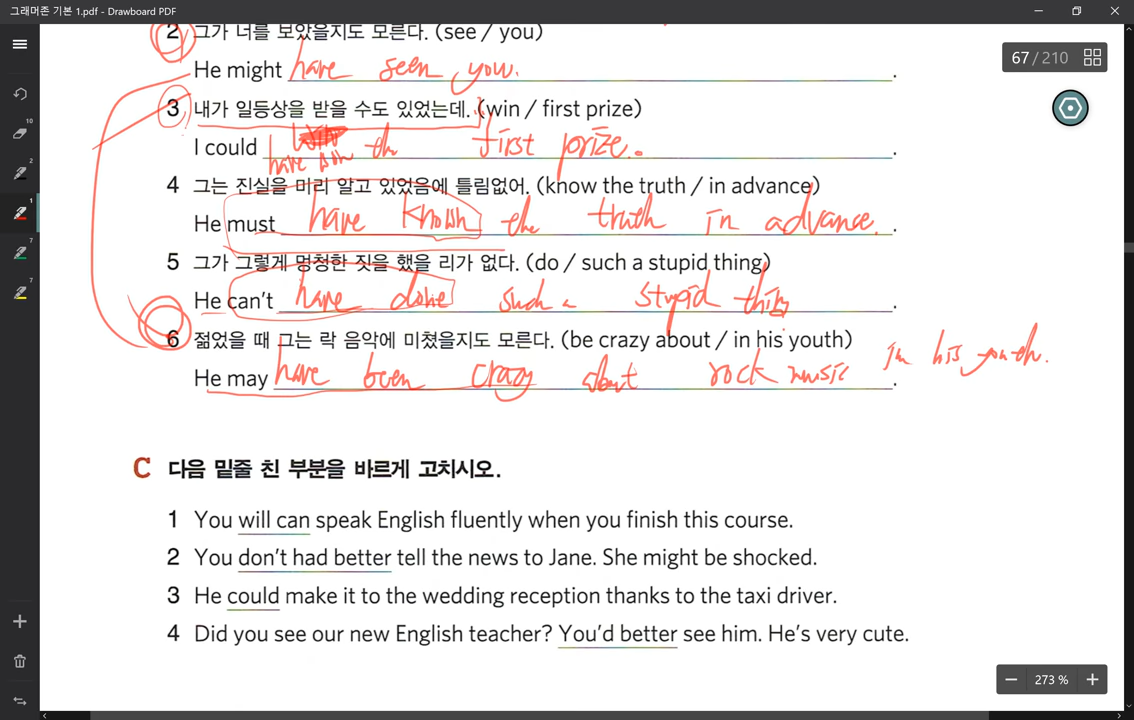 그래머존 기본 1.pdf - Drawboard PDF
67 / 210
2 그가 너를 보았을지도 모른다. (see / you)
He might have seen you.
3 내가 일등상을 받을 수도 있었는데. (win / first prize)
I could have won the first prize.
4 그는 진실을 미리 알고 있었음에 틀림없어. (know the truth / in advance)
He must have known the truth in advance.
5 그가 그렇게 멍청한 짓을 했을 리가 없다. (do / such a stupid thing)
He can't have done such a stupid thing
6 젊었을 때 그는 락 음악에 미쳤을지도 모른다. (be crazy about / in his youth)
He may have been crazy about rock music in his youth.
C 다음 밑줄 친 부분을 바르게 고치시오.
1 You will can speak English fluently when you finish this course.
2 You don't had better tell the news to Jane. She might be shocked.
3 He could make it to the wedding reception thanks to the taxi driver.
4 Did you see our new English teacher? You'd better see him. He's very cute.
10
2
1
7
7
273 %